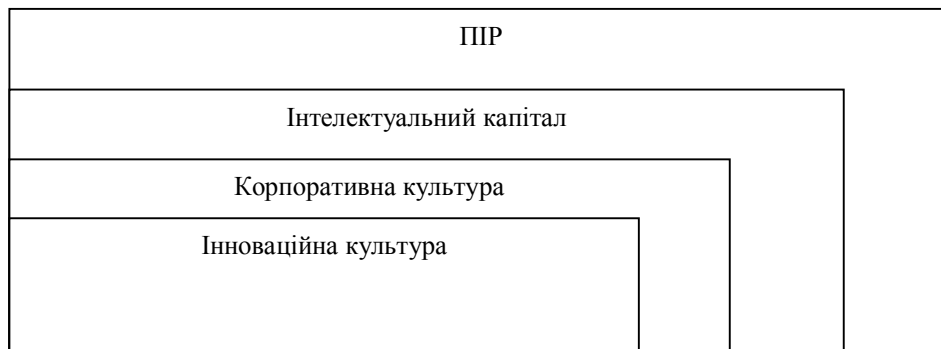 ПІР
Інтелектуальний капітал
Корпоративна культура
Інноваційна культура